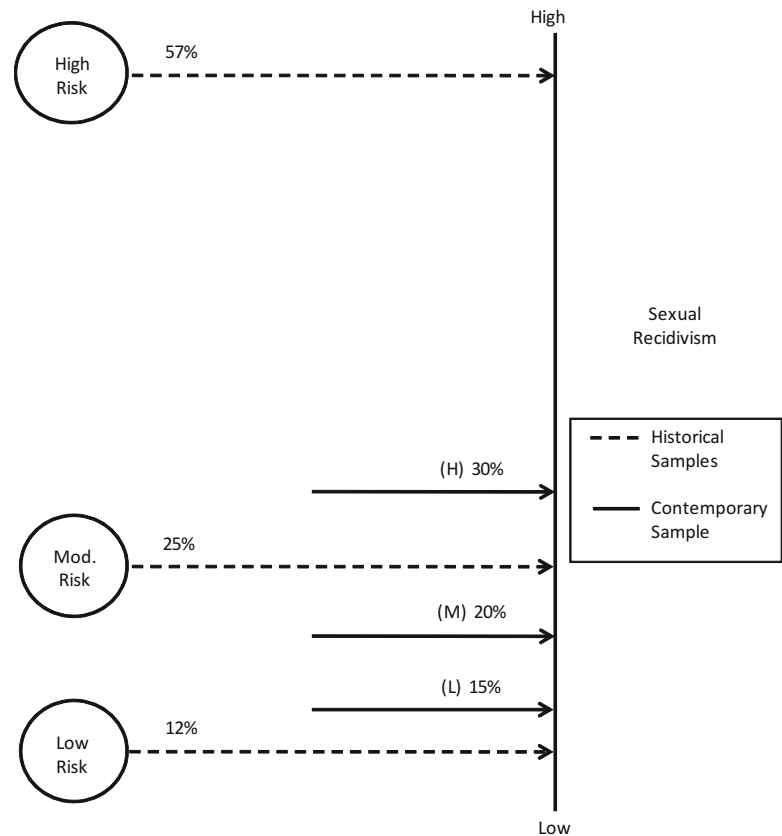 High
57%
High
Risk
Sexual
Recidivism
Historical
Samples
(H) 30%
Contemporary
Sample
25%
Mod.
Risk
(M) 20%
(L) 15%
12%
Low
Risk
Low